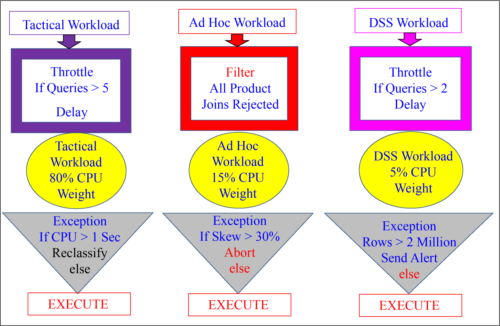 Tactical Workload
Throttle
If Queries > 5
Delay
Tactical
Workload
80% CPU
Weight
Exception
If CPU > 1 Sec
Reclassify
else
EXECUTE
Ad Hoc Workload
Filter
All Product
Joins Rejected
Ad Hoc
Workload
15% CPU
Weight
Exception
If Skew > 30%
Abort
else
EXECUTE
DSS Workload
Throttle
If Queries > 2
Delay
DSS Workload
5% CPU
Weight
Exception
Rows > 2 Million
Send Alert
else
EXECUTE